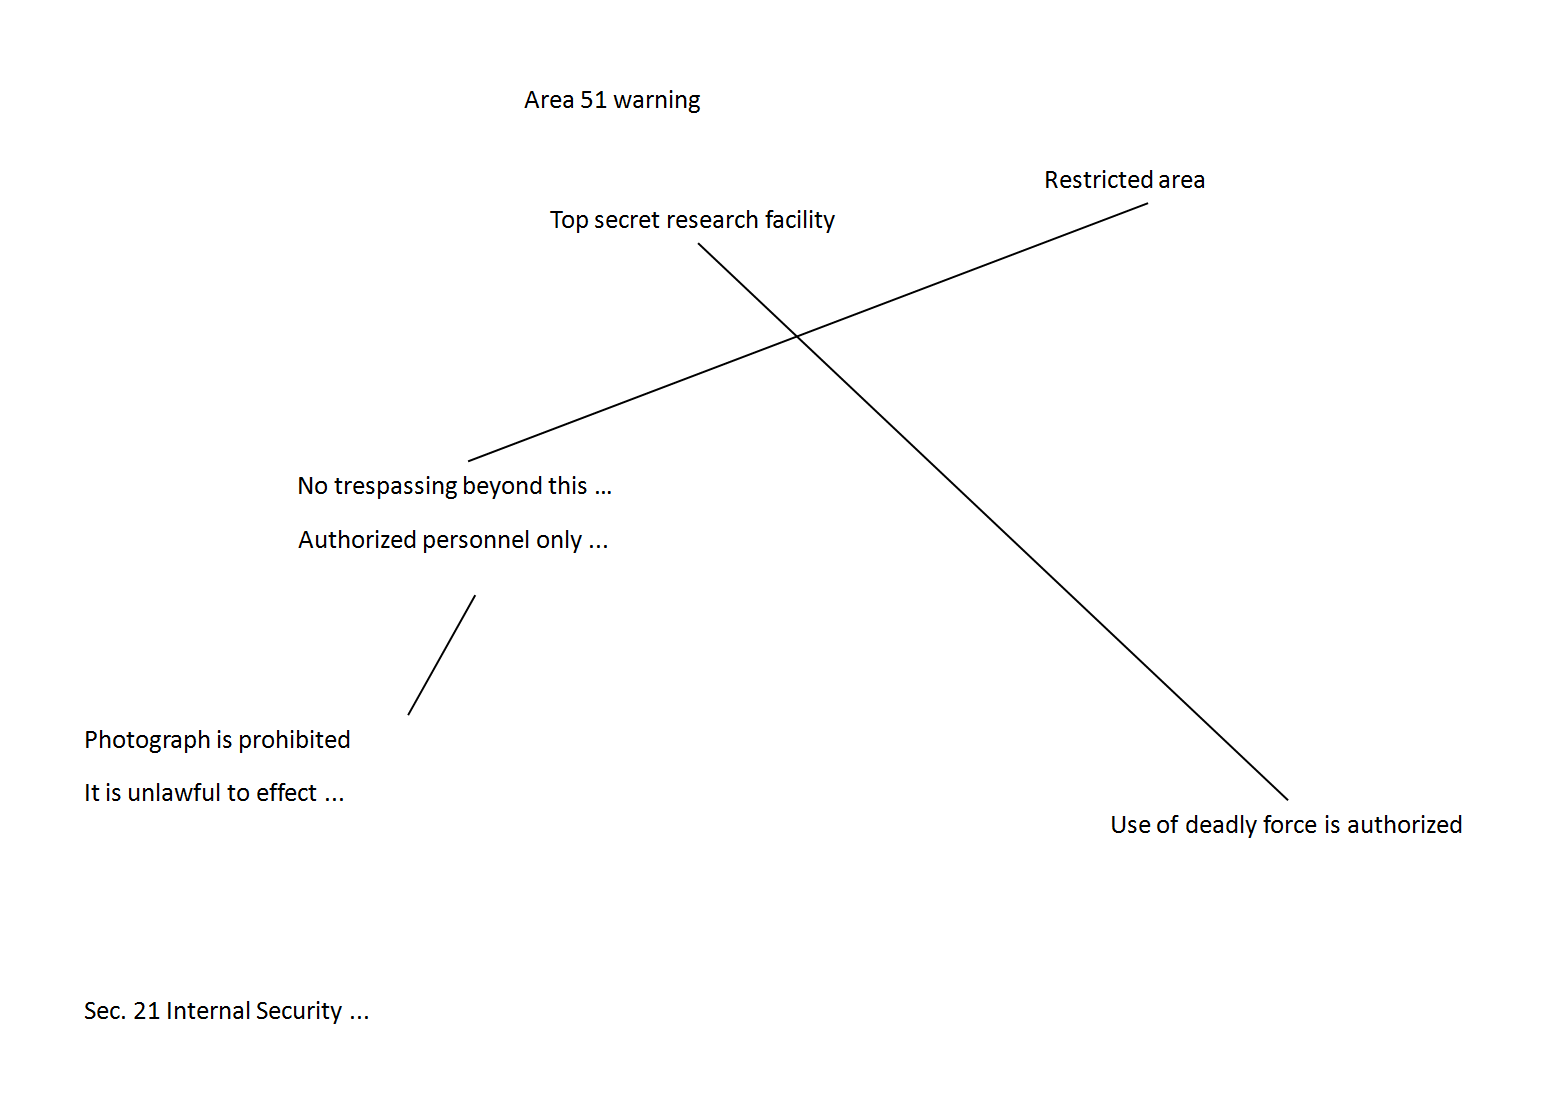 Area 51 warning
Restricted area
Top secret research facility
No trespassing beyond this ...
Authorized personnel only ...
Photograph is prohibited
It is unlawful to effect ...
Use of deadly force is authorized
Sec. 21 Internal Security ...